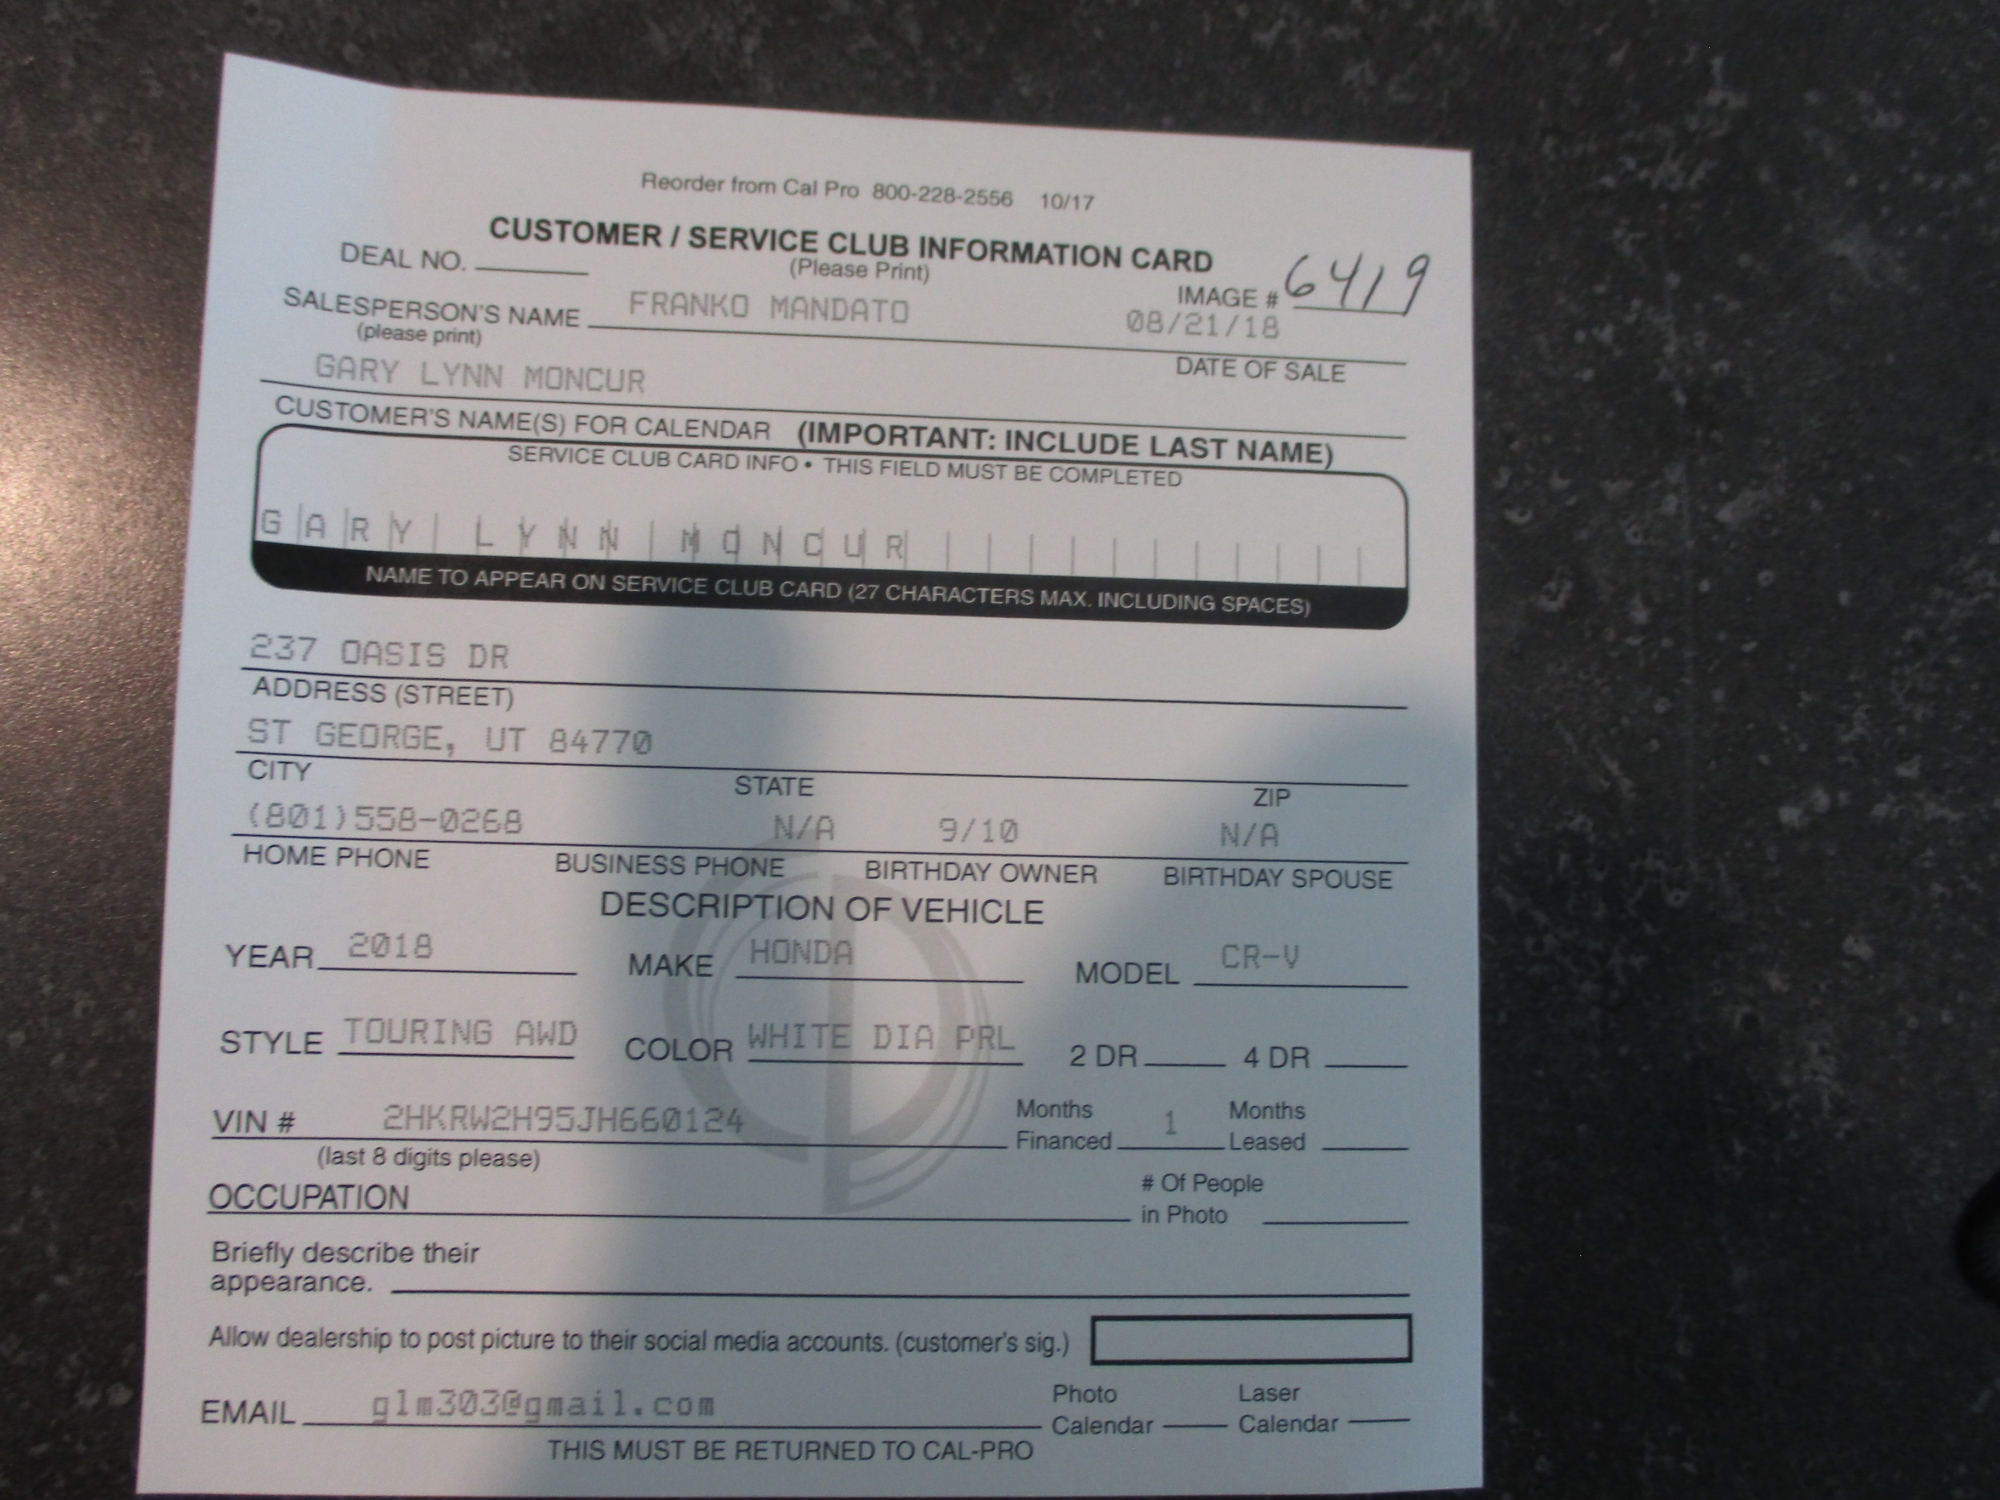 Reorder from Cal Pro 800-228-2556 10/17
CUSTOMER / SERVICE CLUB INFORMATION CARD
(Please Print)
DEAL NO.
IMAGE # 6419
SALESPERSON'S NAME FRANKO MANDATO 08/21/18
(please print) DATE OF SALE
GARY LYNN MONCUR
CUSTOMER'S NAME(S) FOR CALENDAR (IMPORTANT: INCLUDE LAST NAME)
SERVICE CLUB CARD INFO • THIS FIELD MUST BE COMPLETED
GARY LYNN MONCUR
NAME TO APPEAR ON SERVICE CLUB CARD (27 CHARACTERS MAX. INCLUDING SPACES)
237 OASIS DR
ADDRESS (STREET)
ST GEORGE, UT 84770
CITY STATE ZIP
(801)558-0268 N/A 9/10 N/A
HOME PHONE BUSINESS PHONE BIRTHDAY OWNER BIRTHDAY SPOUSE
DESCRIPTION OF VEHICLE
YEAR 2018 MAKE HONDA MODEL CR-V
STYLE TOURING AWD COLOR WHITE DIA PRL 2 DR 4 DR
VIN # 2HKRW2H95JH660124 Months Financed 1 Months Leased
(last 8 digits please)
OCCUPATION # Of People in Photo
Briefly describe their
appearance.
Allow dealership to post picture to their social media accounts. (customer's sig.)
EMAIL glm303@gmail.com Photo Calendar Laser Calendar
THIS MUST BE RETURNED TO CAL-PRO